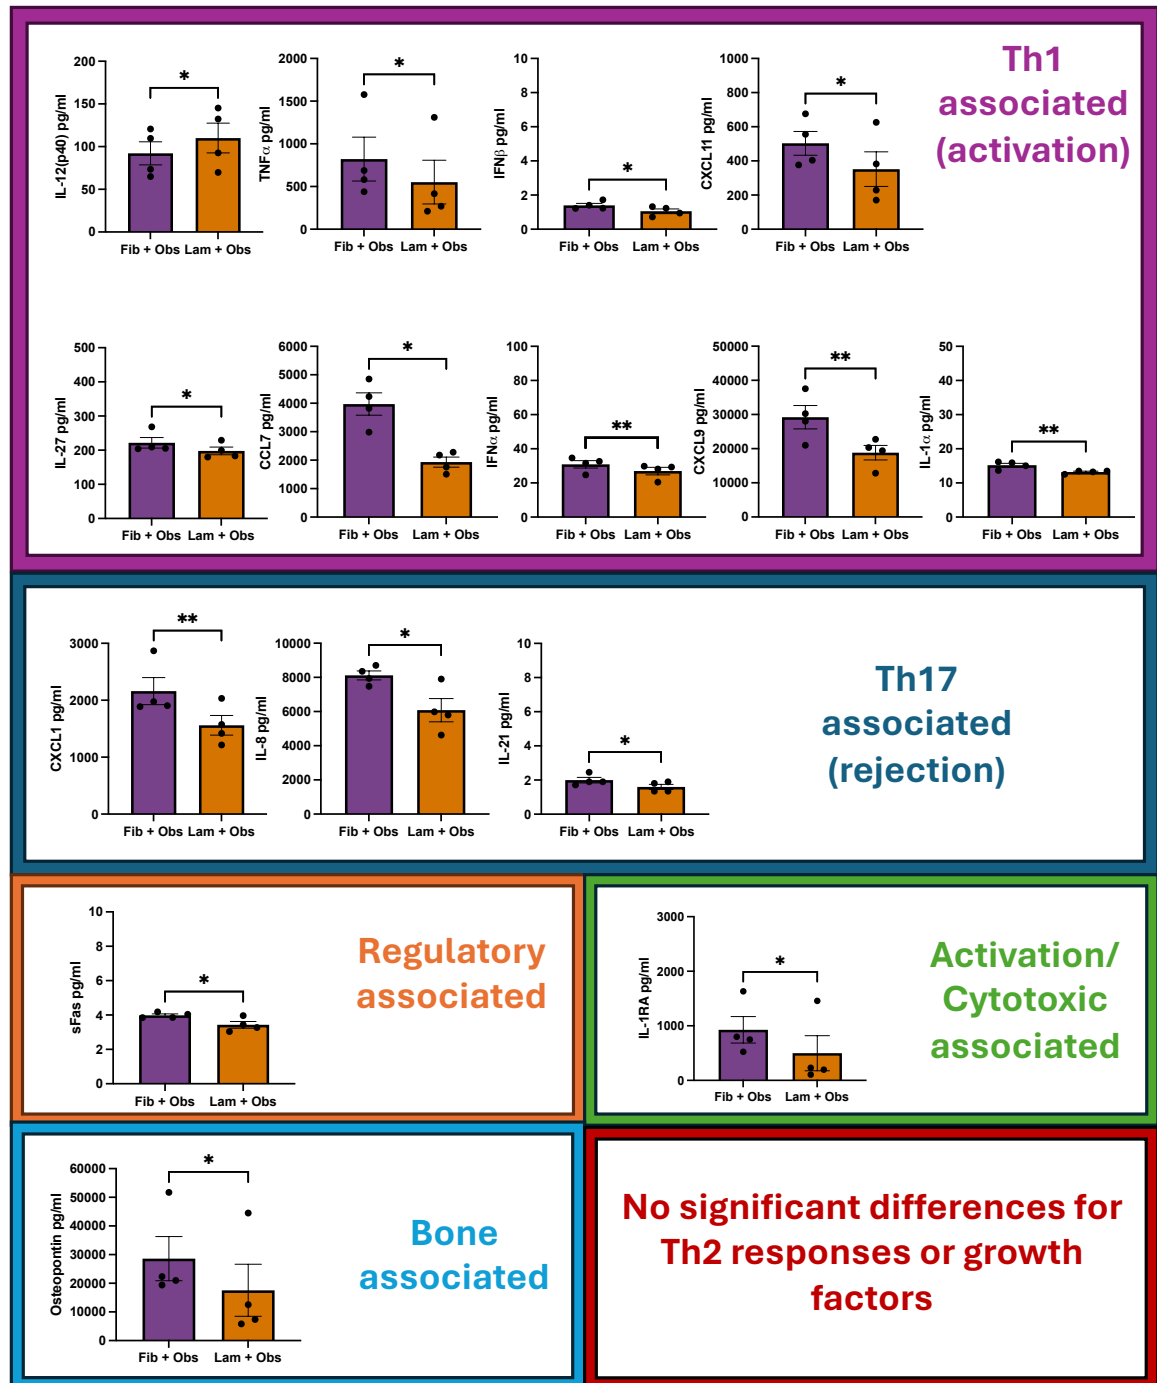 Th1
associated
(activation)
IL-12(p40) pg/ml
200
150
100
50
0
*
Fib + Obs Lam + Obs
TNFα pg/ml
2000
1500
1000
500
0
*
Fib + Obs Lam + Obs
IFNβ pg/ml
10
8
6
4
2
0
*
Fib + Obs Lam + Obs
CXCL11 pg/ml
1000
800
600
400
200
0
*
Fib + Obs Lam + Obs
IL-27 pg/ml
500
400
300
200
100
0
*
Fib + Obs Lam + Obs
CCL7 pg/ml
6000
5000
4000
3000
2000
1000
0
*
Fib + Obs Lam + Obs
IFNα pg/ml
100
80
60
40
20
0
**
Fib + Obs Lam + Obs
CXCL9 pg/ml
50000
40000
30000
20000
10000
0
**
Fib + Obs Lam + Obs
IL-1α pg/ml
50
40
30
20
10
0
**
Fib + Obs Lam + Obs
CXCL1 pg/ml
3000
2000
1000
0
**
Fib + Obs Lam + Obs
IL-8 pg/ml
10000
8000
6000
4000
2000
0
*
Fib + Obs Lam + Obs
IL-21 pg/ml
10
8
6
4
2
0
*
Fib + Obs Lam + Obs
Th17
associated
(rejection)
sFas pg/ml
10
8
6
4
2
0
*
Fib + Obs Lam + Obs
Regulatory
associated
IL-1RA pg/ml
3000
2000
1000
0
*
Fib + Obs Lam + Obs
Activation/
Cytotoxic
associated
Osteopontin pg/ml
60000
50000
40000
30000
20000
10000
0
*
Fib + Obs Lam + Obs
Bone
associated
No significant differences for
Th2 responses or growth
factors